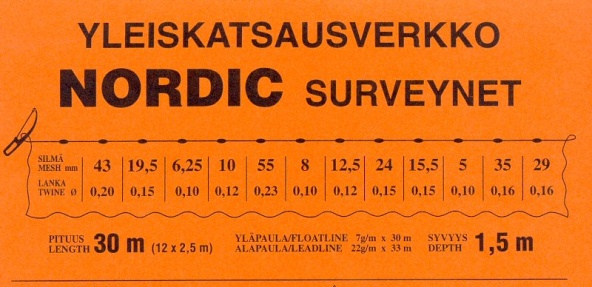 YLEISKATSAUSVERKKO
NORDIC SURVEYNET
SILMÄ
MESH mm 43 19,5 6,25 10 55 8 12,5 24 15,5 5 35 29
LANKA
TWINE Ø 0,20 0,15 0,10 0,12 0,23 0,10 0,12 0,15 0,15 0,10 0,16 0,16
PITUUS
LENGTH 30 m (12 x 2,5 m)
YLÄPAULA/FLOATLINE 7g/m x 30 m
ALAPAULA/LEADLINE 22g/m x 33 m
SYVYYS
DEPTH 1,5 m